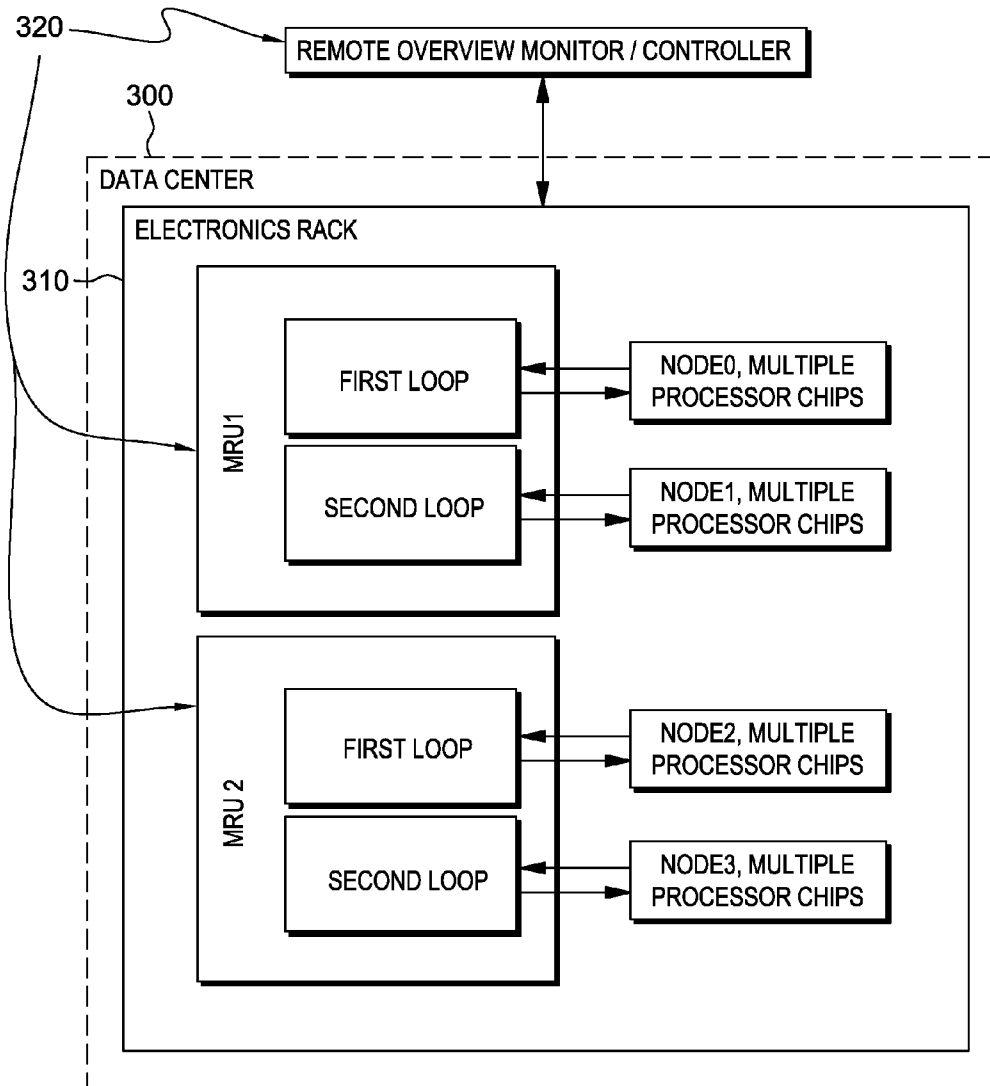 320
REMOTE OVERVIEW MONITOR / CONTROLLER
300
DATA CENTER
ELECTRONICS RACK
310
MRU1
FIRST LOOP
NODE0, MULTIPLE
PROCESSOR CHIPS
SECOND LOOP
NODE1, MULTIPLE
PROCESSOR CHIPS
MRU 2
FIRST LOOP
NODE2, MULTIPLE
PROCESSOR CHIPS
SECOND LOOP
NODE3, MULTIPLE
PROCESSOR CHIPS